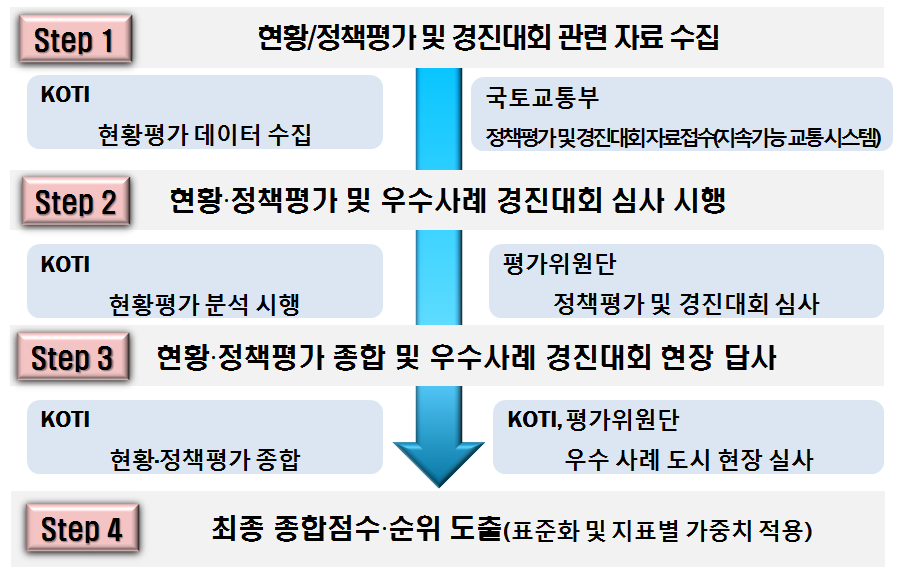 Step 1
현황/정책평가 및 경진대회 관련 자료 수집
KOTI
현황평가 데이터 수집
국토교통부
정책평가 및 경진대회 자료접수(지속가능 교통 시스템)
Step 2
현황·정책평가 및 우수사례 경진대회 심사 시행
KOTI
현황평가 분석 시행
평가위원단
정책평가 및 경진대회 심사
Step 3
현황·정책평가 종합 및 우수사례 경진대회 현장 답사
KOTI
현황·정책평가 종합
KOTI, 평가위원단
우수 사례 도시 현장 실사
Step 4
최종 종합점수·순위 도출(표준화 및 지표별 가중치 적용)